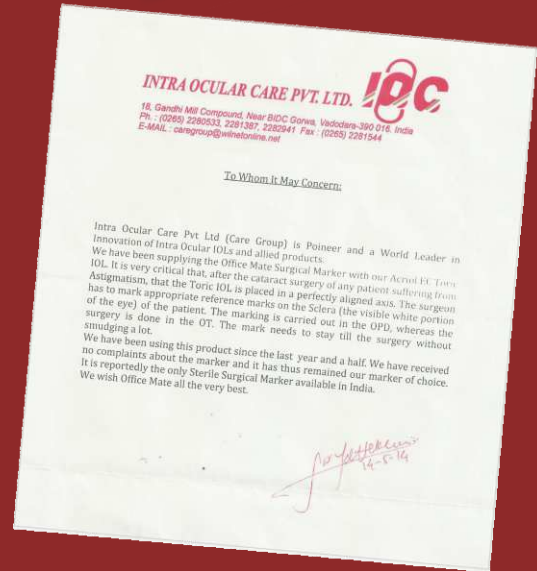 INTRA OCULAR CARE PVT. LTD. IOC
18, Gandhi Mill Compound, Near BIDC Gorwa, Vadodara-390 016. India
Ph. : (0265) 2280533, 2281387, 2282941 Fax : (0265) 2281544
E-MAIL : caregroup@wilnetonline.net
To Whom It May Concern:
Intra Ocular Care Pvt Ltd (Care Group) is Poineer and a World Leader in
Innovation of Intra Ocular IOLs and allied products.
We have been supplying the Office Mate Surgical Marker with our Acriol EC Toric
IOL. It is very critical that, after the cataract surgery of any patient suffering from
Astigmatism, that the Toric IOL is placed in a perfectly aligned axis. The surgeon
has to mark appropriate reference marks on the Sclera (the visible white portion
of the eye) of the patient. The marking is carried out in the OPD, whereas the
surgery is done in the OT. The mark needs to stay till the surgery without
smudging a lot.
We have been using this product since the last year and a half. We have received
no complaints about the marker and it has thus remained our marker of choice.
It is reportedly the only Sterile Surgical Marker available in India.
We wish Office Mate all the very best.
14-5-14